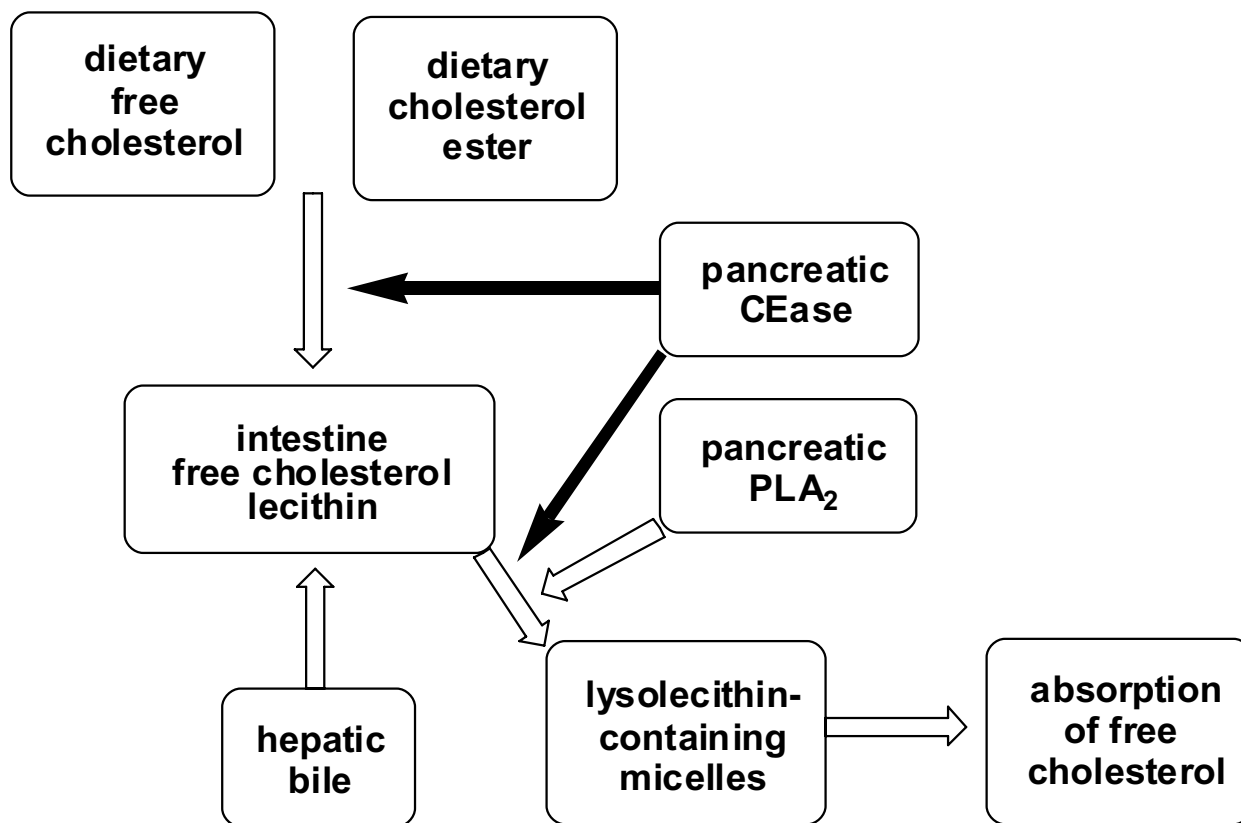 dietary
free
cholesterol
dietary
cholesterol
ester
pancreatic
CEase
intestine
free cholesterol
lecithin
pancreatic
PLA₂
hepatic
bile
lysolecithin-
containing
micelles
absorption
of free
cholesterol